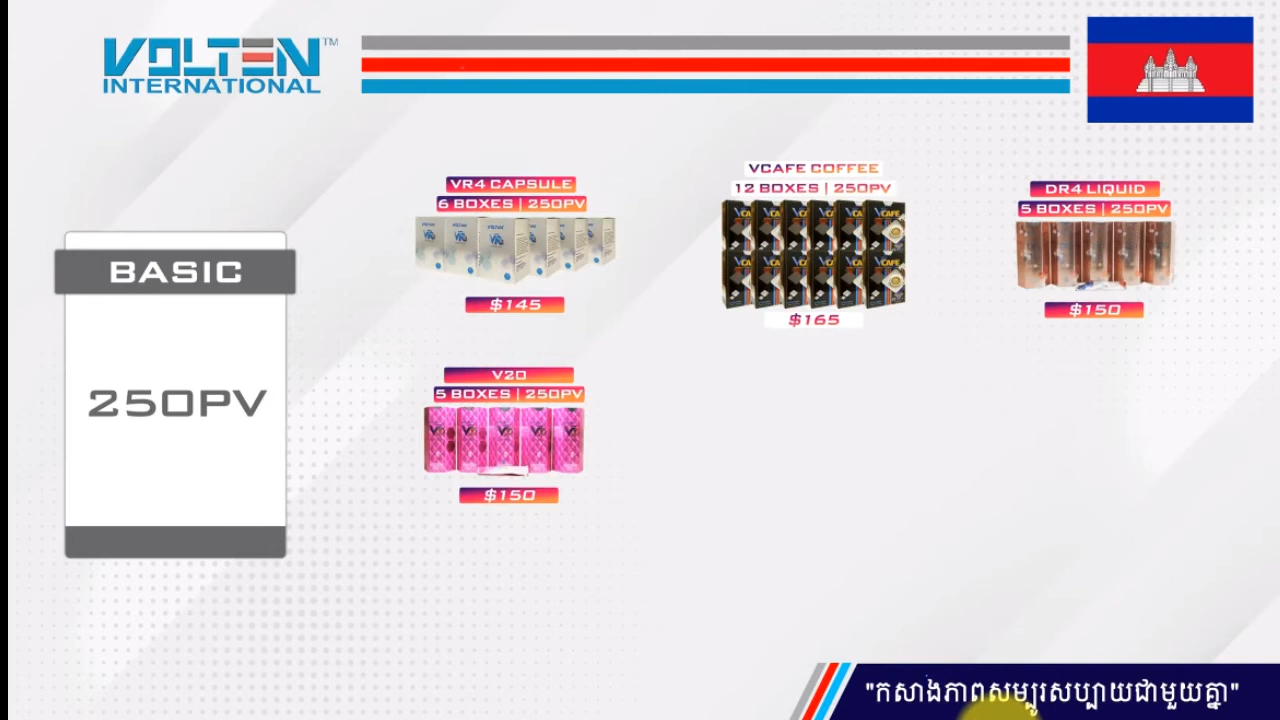 VOLTEN™
INTERNATIONAL
BASIC
250PV
VR4 CAPSULE
6 BOXES | 250PV
$145
VCAFE COFFEE
12 BOXES | 250PV
$165
DR4 LIQUID
5 BOXES | 250PV
$150
V20
5 BOXES | 250PV
$150
"កសាងភាពសម្បូរសប្បាយជាមួយគ្នា"